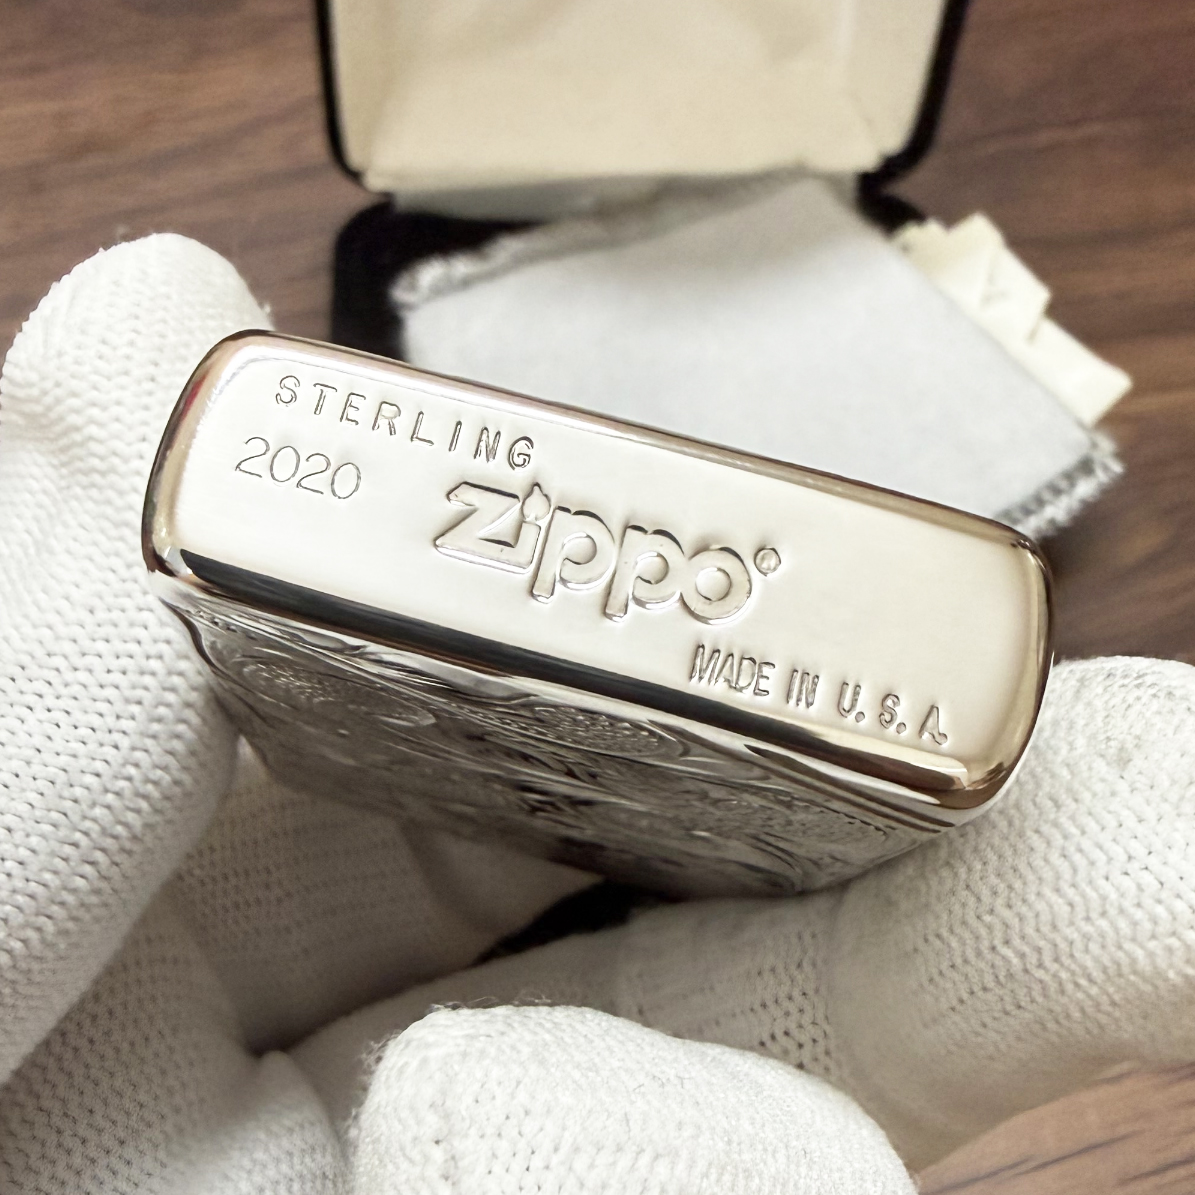 STERLING
2020
Zippo®
MADE IN U.S.A.